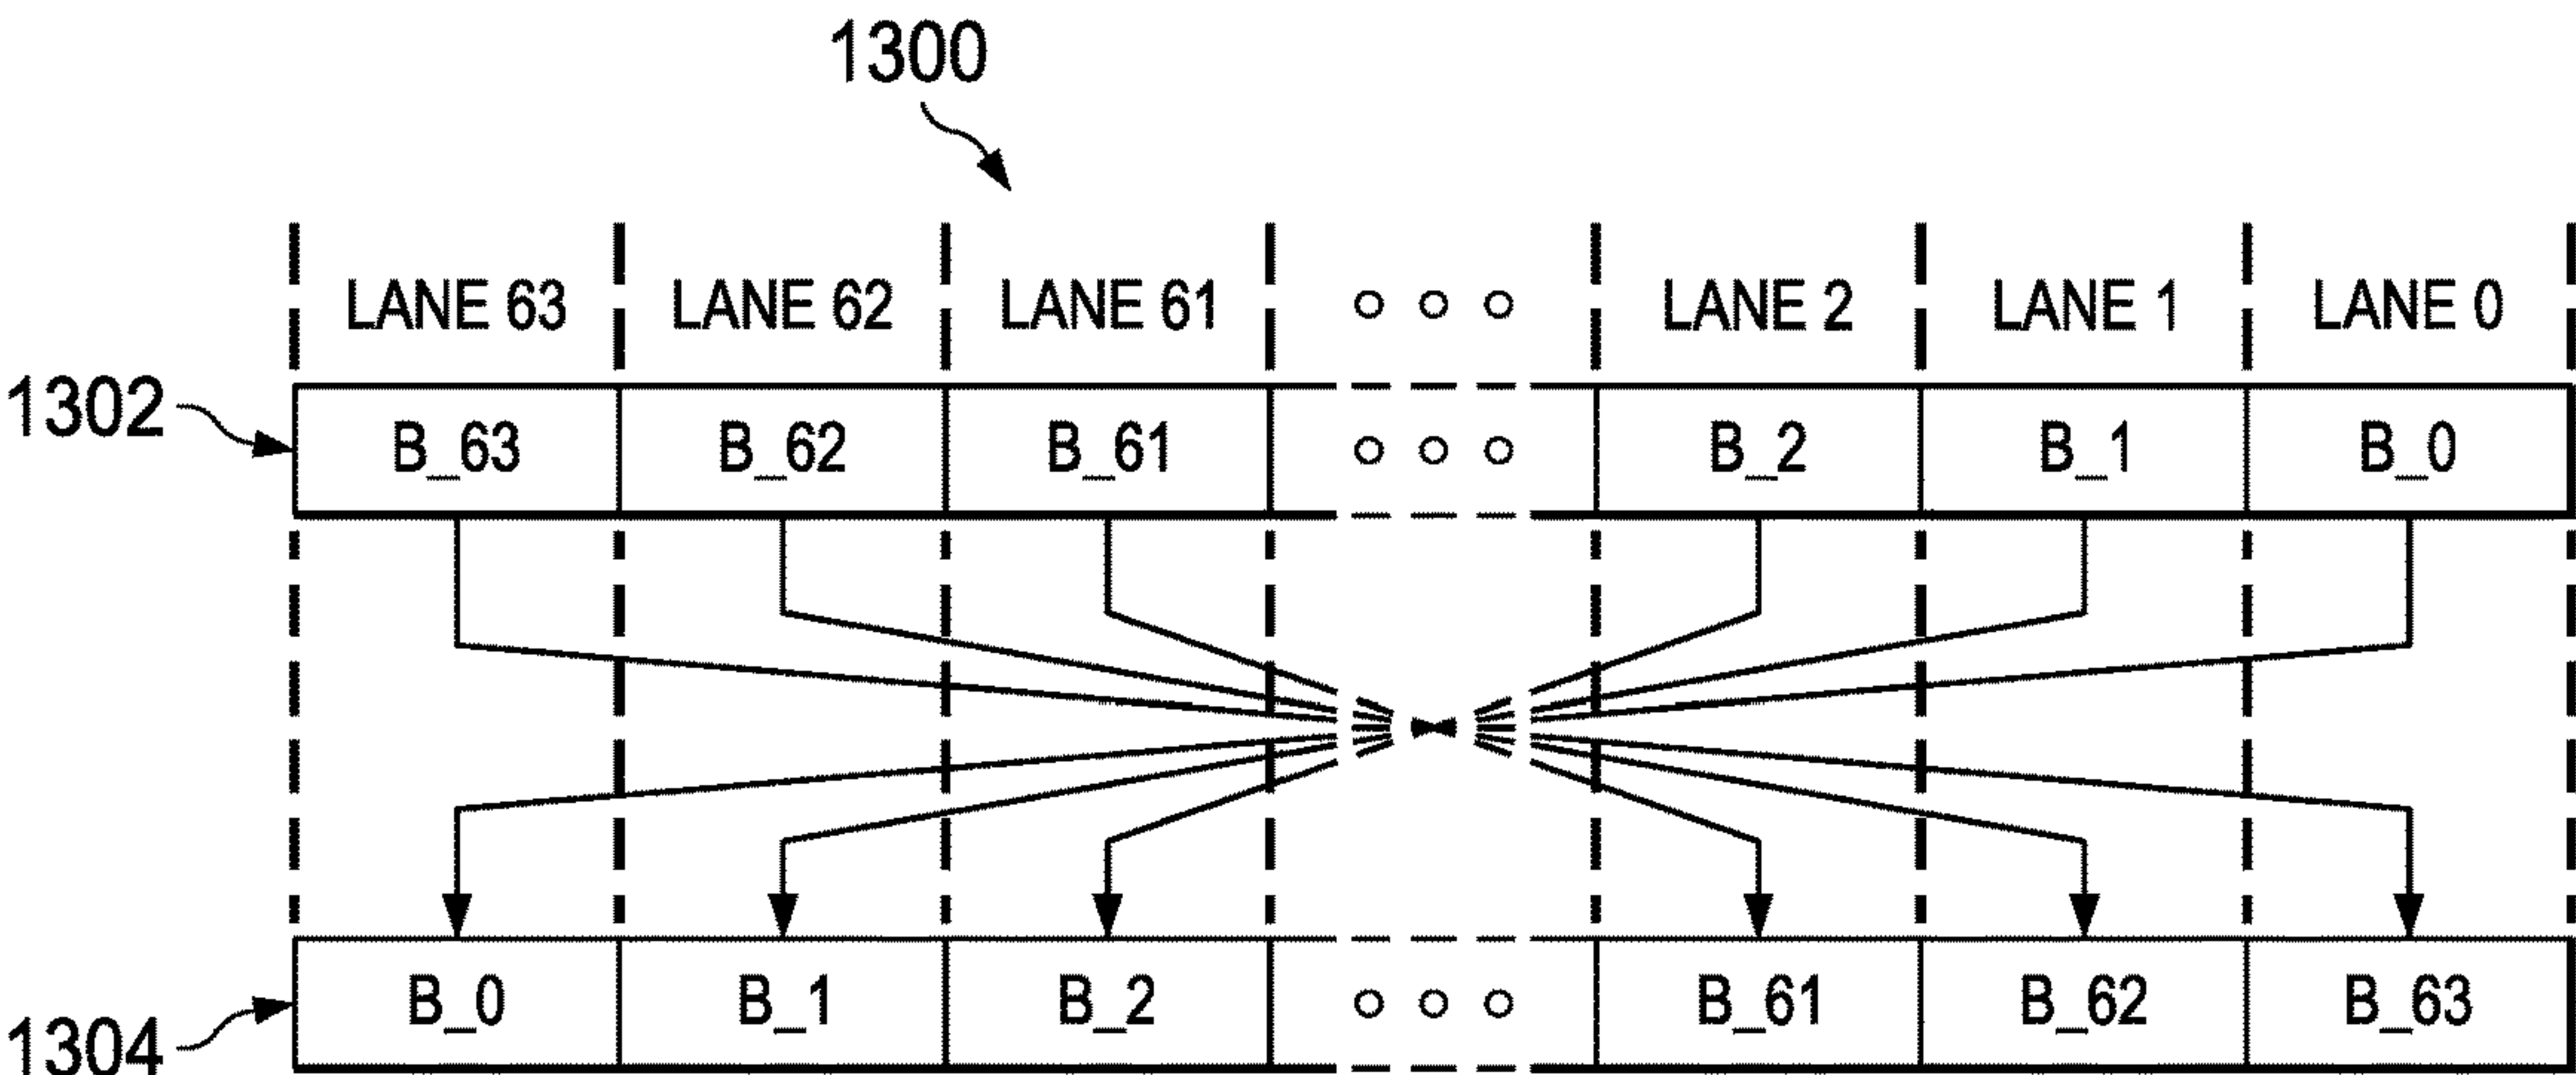 1300
LANE 63 LANE 62 LANE 61 LANE 2 LANE 1 LANE 0
1302
B_63 B_62 B_61 B_2 B_1 B_0
B_0 B_1 B_2 B_61 B_62 B_63
1304